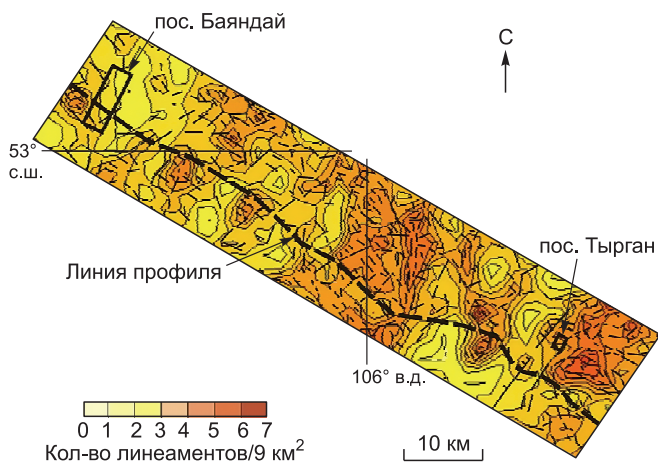 пос. Баяндай
С
53°
с.ш.
пос. Тырган
Линия профиля
106° в.д.
0 1 2 3 4 5 6 7
Кол-во линеаментов/9 км²
10 км